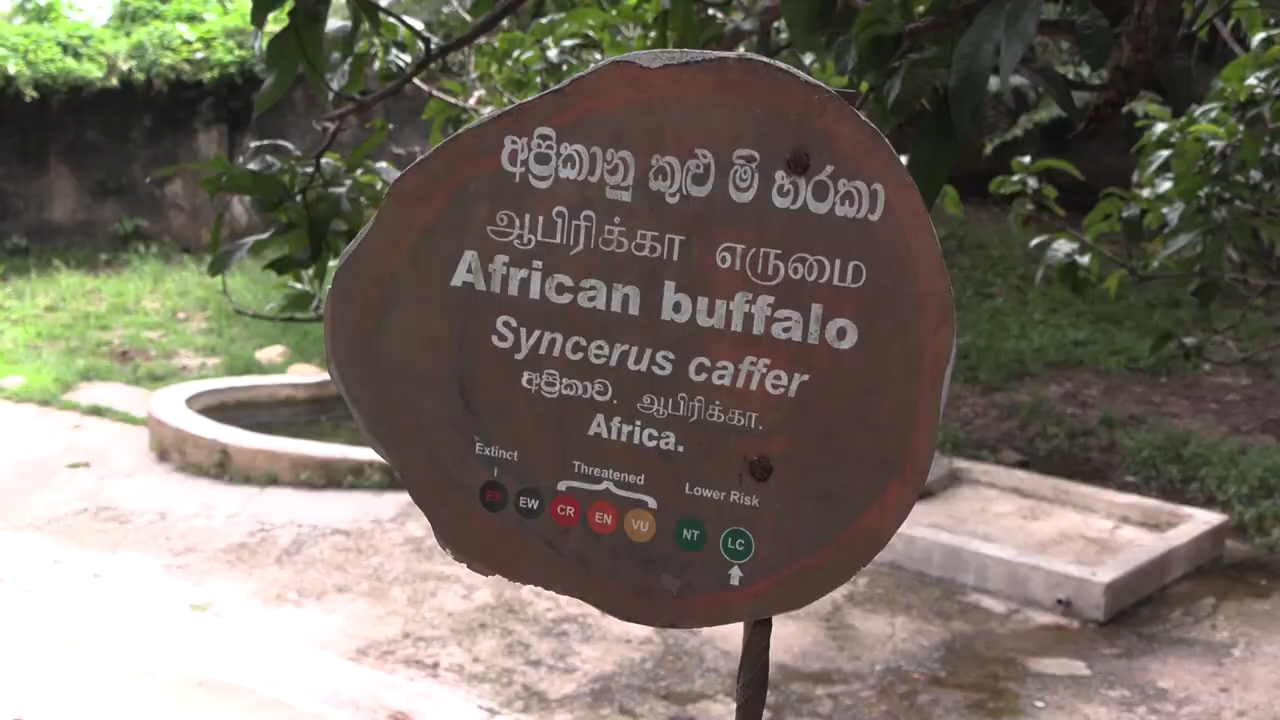 අප්‍රිකානු කුළු මී හරකා
ஆபிரிக்கா எருமை
African buffalo
Syncerus caffer
අප්‍රිකාව. ஆபிரிக்கா.
Africa.
Extinct Threatened Lower Risk
EX EW CR EN VU NT LC